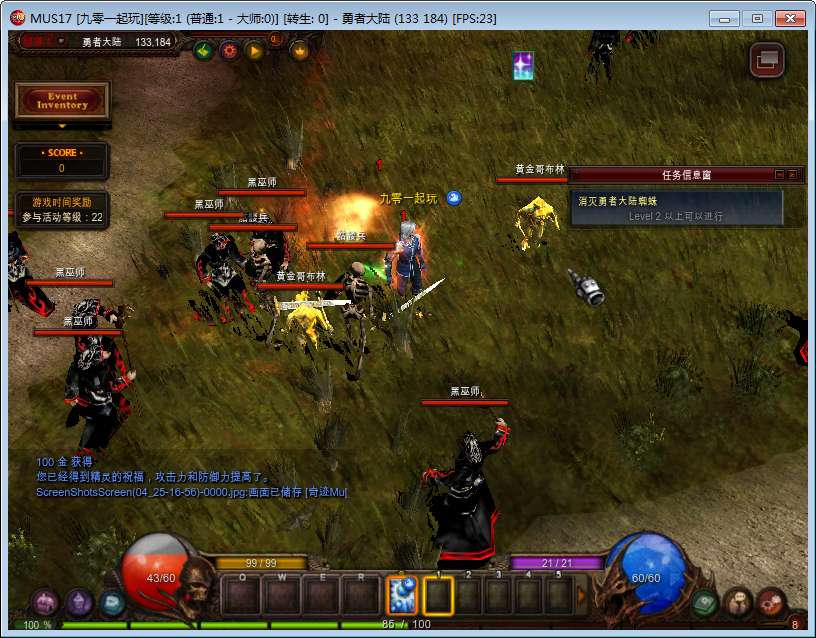 MUS17 [九零一起玩][等级:1 (普通:1 - 大师:0)] [转生: 0] - 勇者大陆 (133 184) [FPS:23]
勇者大陆 133,184
Event
Inventory
SCORE
0
游戏时间奖励
参与活动等级 : 22
黑巫师
黑巫师
骷髅兵
骷髅兵
九零一起玩
黄金哥布林
任务信息窗
消灭勇者大陆蜘蛛
Level 2 以上可以进行
黑巫师
黄金哥布林
黑巫师
黑巫师
100 金 获得
您已经得到精灵的祝福，攻击力和防御力提高了。
ScreenShotsScreen(04_25-16-56)-0000.jpg:画面已储存 [奇迹Mu]
43/60
99 / 99
21 / 21
60/60
Q W E R 1 2 3 4 5
100 %
85 / 100
8